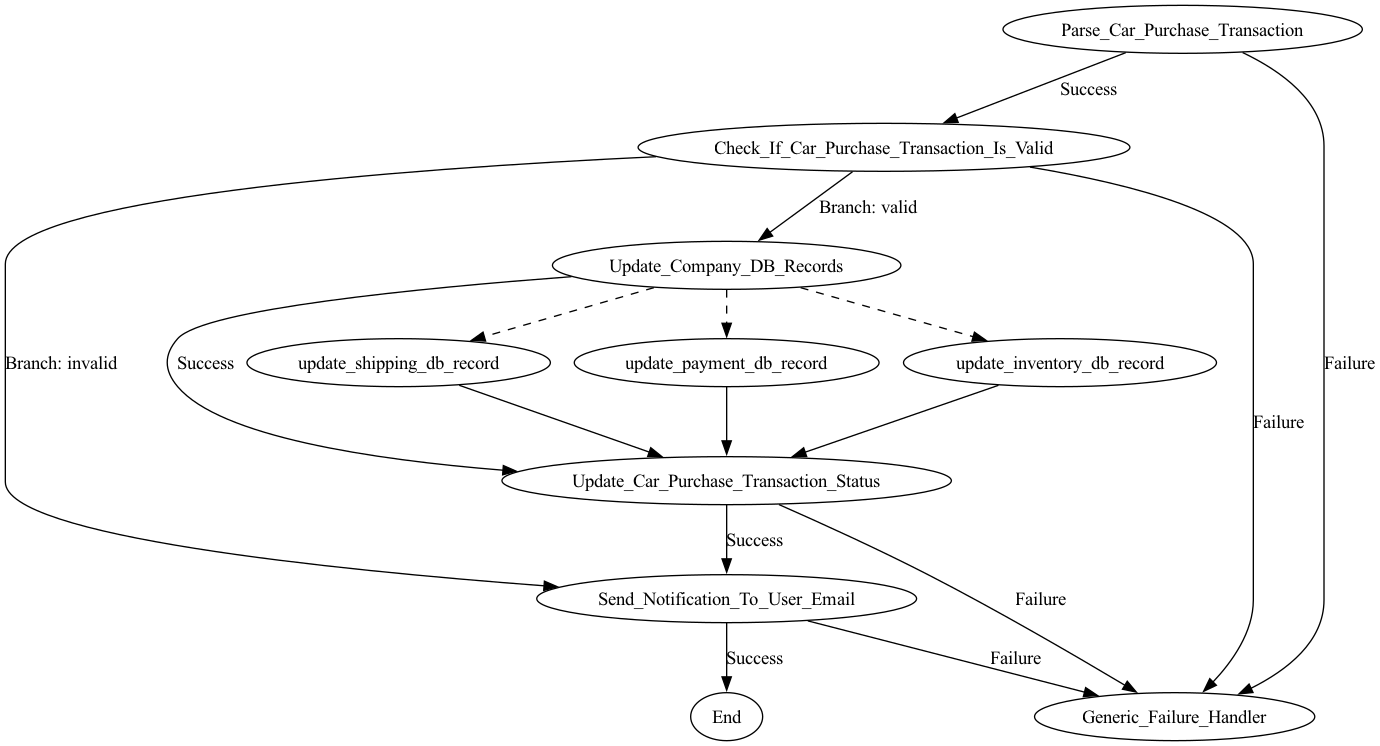 Parse_Car_Purchase_Transaction
Success
Check_If_Car_Purchase_Transaction_Is_Valid
Branch: valid
Update_Company_DB_Records
Branch: invalid
Success
update_shipping_db_record
update_payment_db_record
update_inventory_db_record
Failure
Failure
Update_Car_Purchase_Transaction_Status
Success
Send_Notification_To_User_Email
Failure
Success
Failure
End
Generic_Failure_Handler